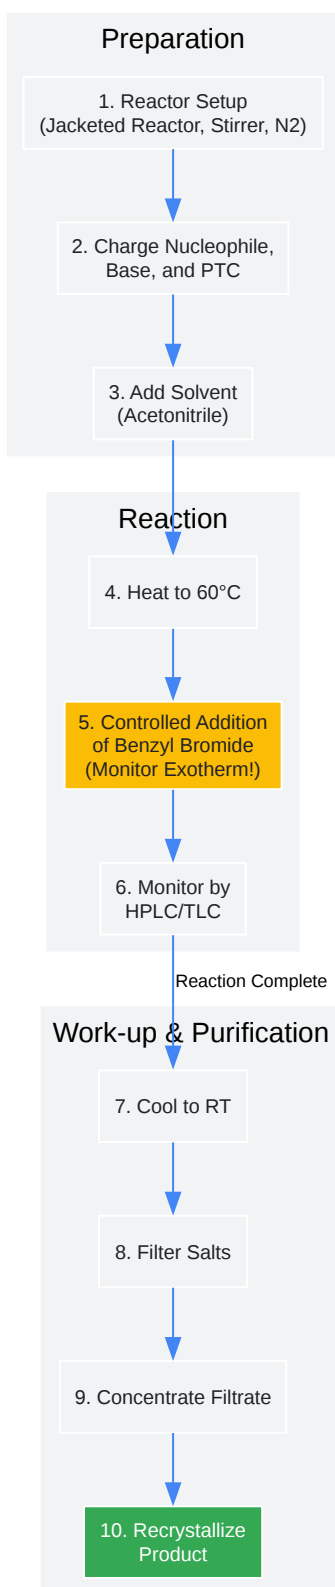 Preparation
1. Reactor Setup
(Jacketed Reactor, Stirrer, N2)
2. Charge Nucleophile,
Base, and PTC
3. Add Solvent
(Acetonitrile)
Reaction
4. Heat to 60°C
5. Controlled Addition
of Benzyl Bromide
(Monitor Exotherm!)
6. Monitor by
HPLC/TLC
Reaction Complete
Work-up & Purification
7. Cool to RT
8. Filter Salts
9. Concentrate Filtrate
10. Recrystallize
Product